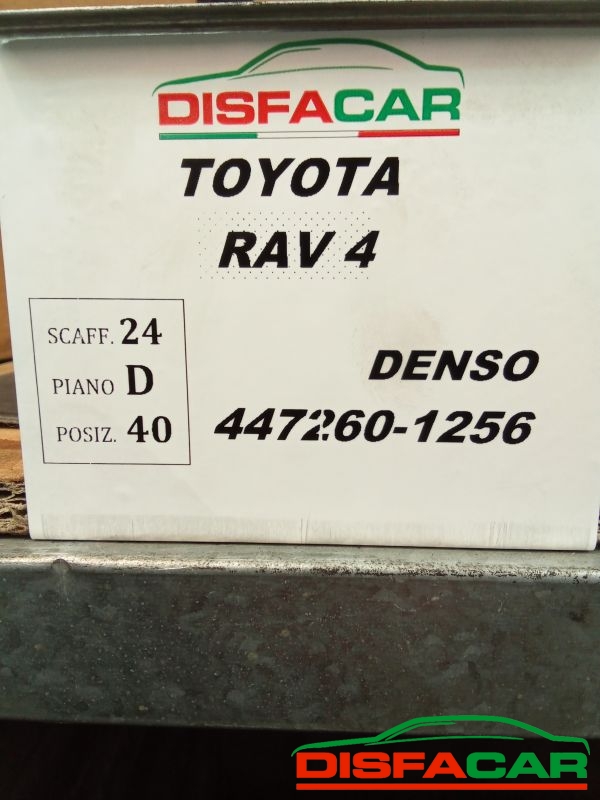 DISFACAR
TOYOTA
RAV 4
SCAFF. 24
PIANO D
POSIZ. 40
DENSO
447260-1256
DISFACAR